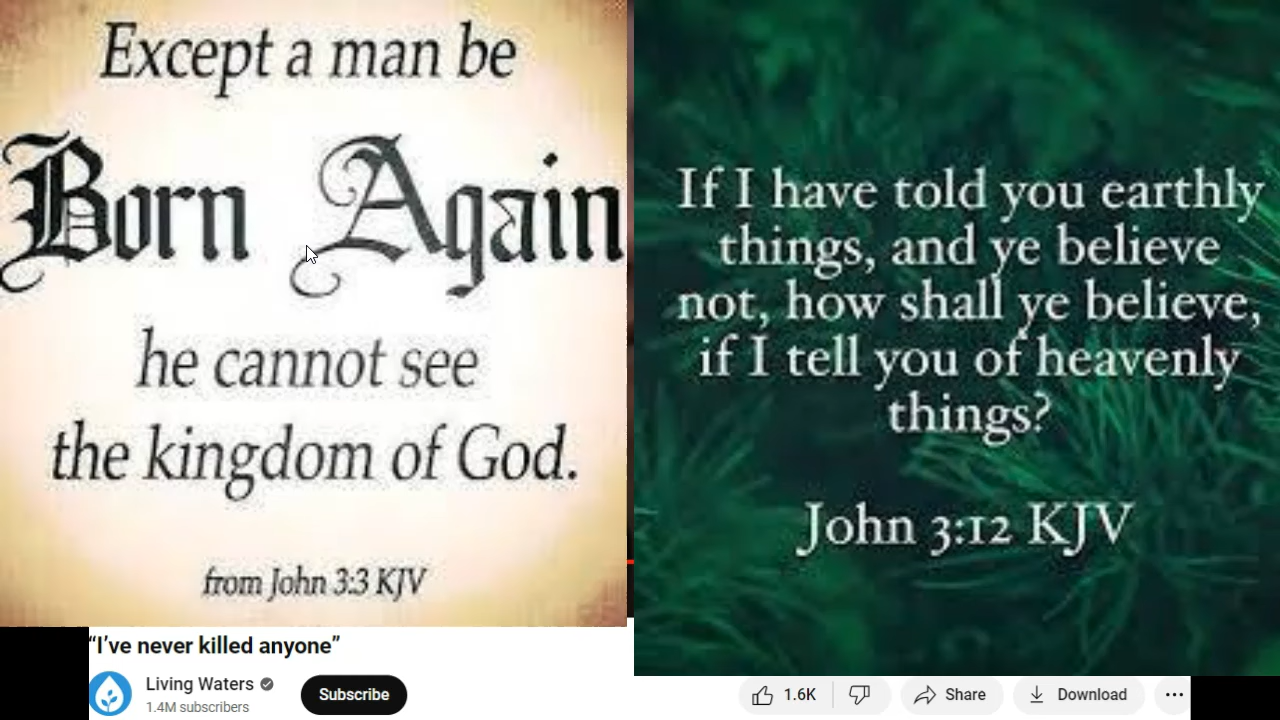 Except a man be
Born Again
he cannot see
the kingdom of God.
from John 3:3 KJV
If I have told you earthly
things, and ye believe
not, how shall ye believe,
if I tell you of heavenly
things?
John 3:12 KJV
“I’ve never killed anyone”
Living Waters
1.4M subscribers
Subscribe
1.6K
Share
Download